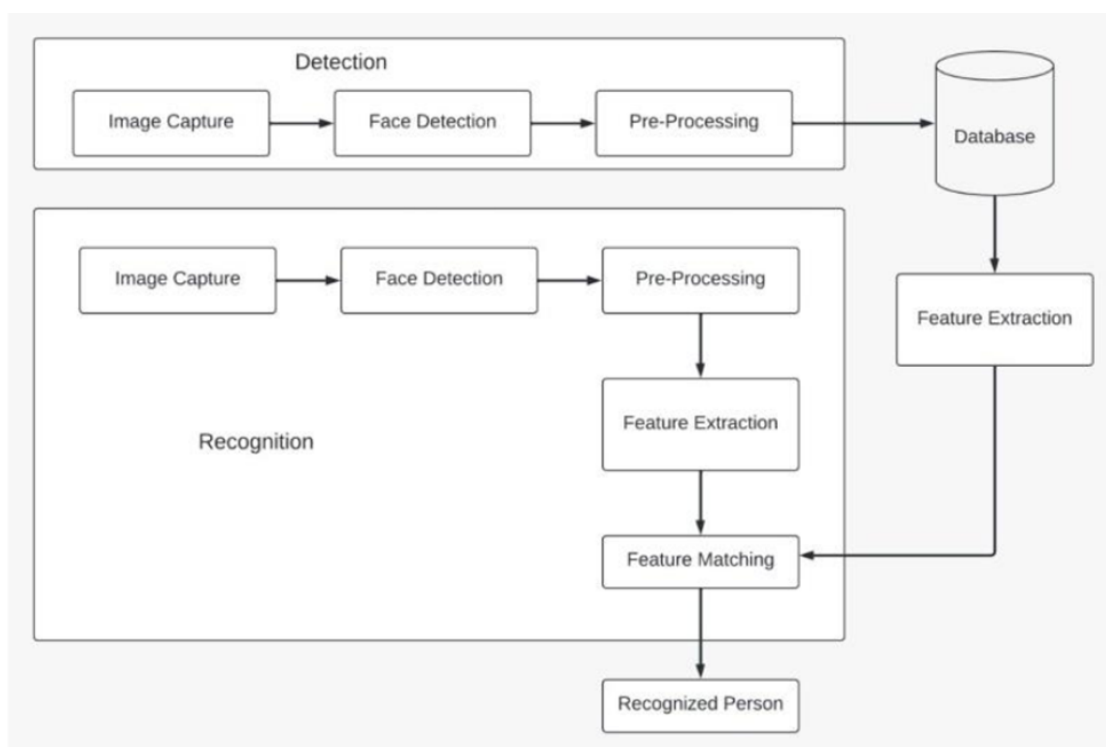 Detection
Image Capture
Face Detection
Pre-Processing
Database
Image Capture
Face Detection
Pre-Processing
Feature Extraction
Feature Extraction
Recognition
Feature Matching
Recognized Person